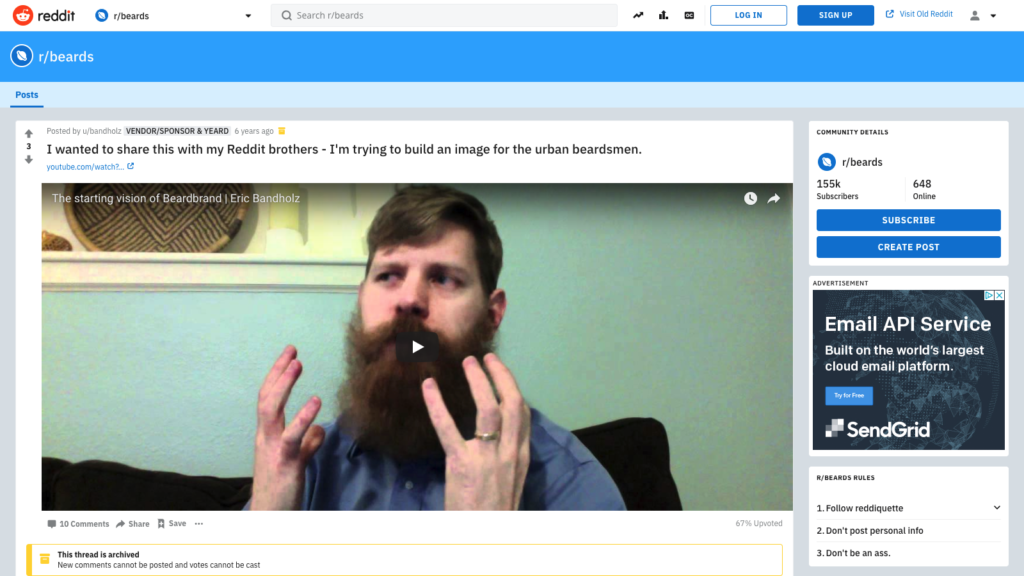 reddit
r/beards
Search r/beards
LOG IN
SIGN UP
Visit Old Reddit
r/beards
Posts
Posted by u/bandholz VENDOR/SPONSOR & YEARD 6 years ago
3
I wanted to share this with my Reddit brothers - I'm trying to build an image for the urban beardsmen.
youtube.com/watch?...
The starting vision of Beardbrand | Eric Bandholz
10 Comments Share Save ...
67% Upvoted
This thread is archived
New comments cannot be posted and votes cannot be cast
COMMUNITY DETAILS
r/beards
155k 648
Subscribers Online
SUBSCRIBE
CREATE POST
ADVERTISEMENT
Email API Service
Built on the world's largest
cloud email platform.
Try for Free
SendGrid
R/BEARDS RULES
1. Follow reddiquette
2. Don't post personal info
3. Don't be an ass.